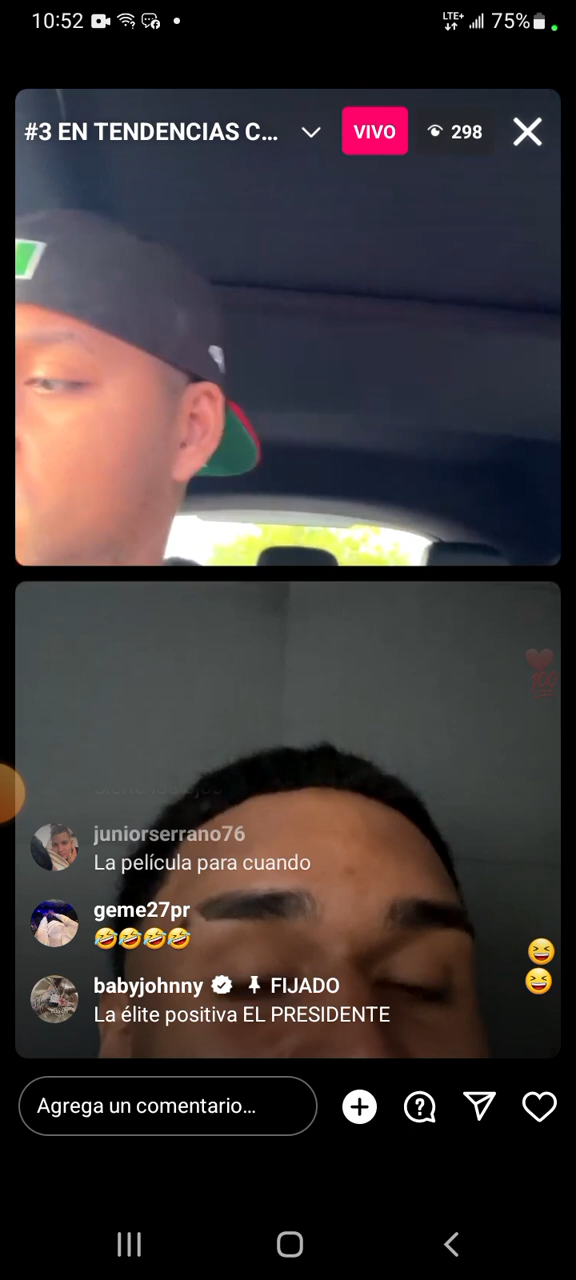 10:52
LTE+
75%
#3 EN TENDENCIAS C...
VIVO
298
juniorserrano76
La película para cuando
geme27pr
🤣🤣🤣🤣
babyjohnny FIJADO
La élite positiva EL PRESIDENTE
Agrega un comentario...